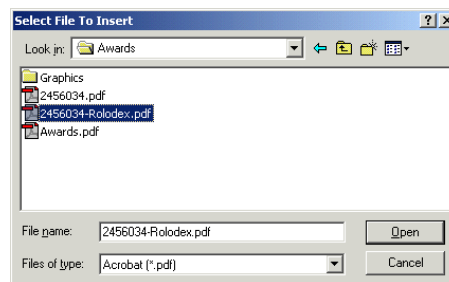 Select File To Insert
Look in: Awards
Graphics
2456034.pdf
2456034-Rolodex.pdf
Awards.pdf
File name: 2456034-Rolodex.pdf Open
Files of type: Acrobat (*.pdf) Cancel